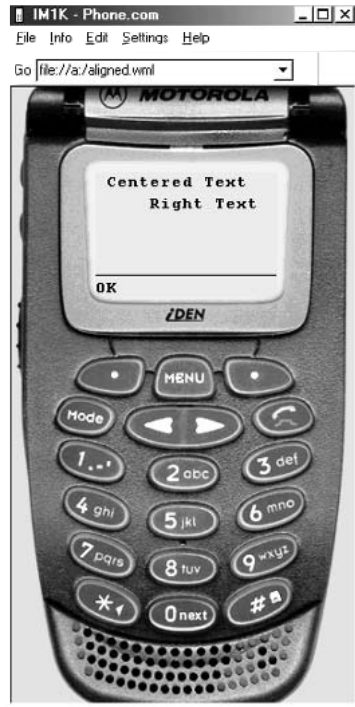 IM1K - Phone.com
File Info Edit Settings Help
Go file://a:/aligned.wml
MOTOROLA
Centered Text
Right Text
OK
iDEN
MENU
Mode
1.-'
2 abc
3 def
4 ghi
5 jkl
6 mno
7 pqrs
8 tuv
9 wxyz
*
0 next
#